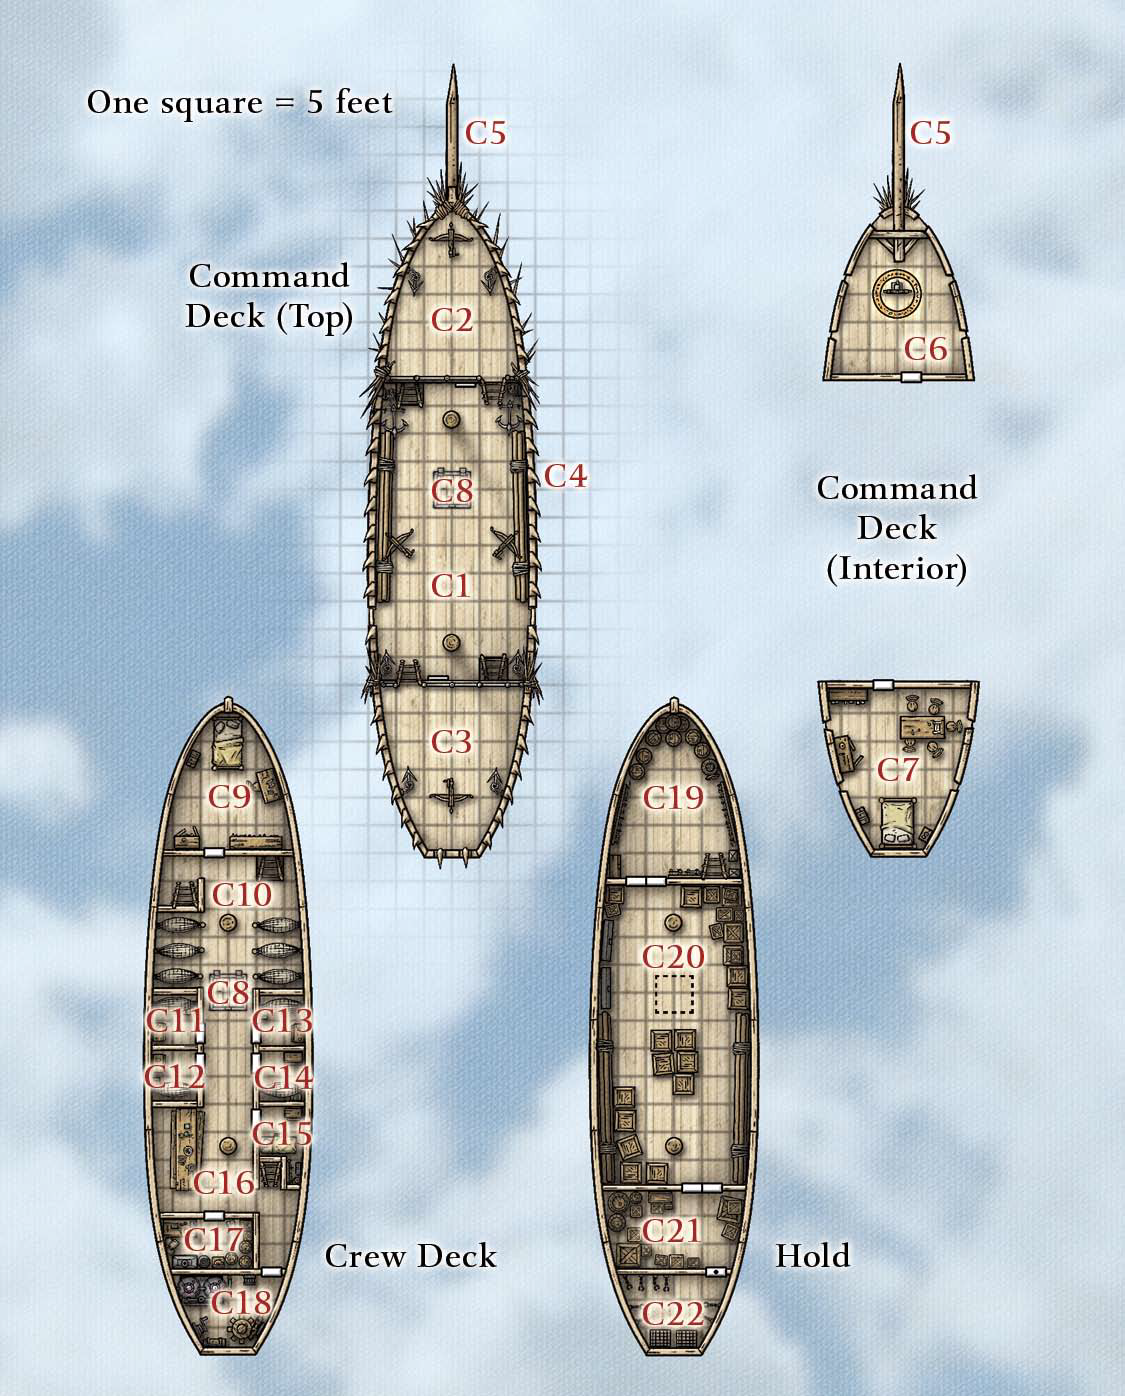 One square = 5 feet
C5
C5
Command
Deck (Top)
C2
C6
C4
C8
C1
Command
Deck
(Interior)
C3
C7
C9
C19
C10
C20
C8
C11
C13
C12
C14
C15
C16
C17
C21
Crew Deck
Hold
C18
C22